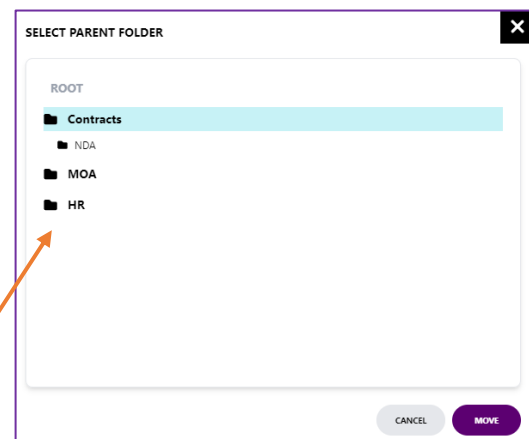 SELECT PARENT FOLDER
ROOT
Contracts
NDA
MOA
HR
CANCEL
MOVE